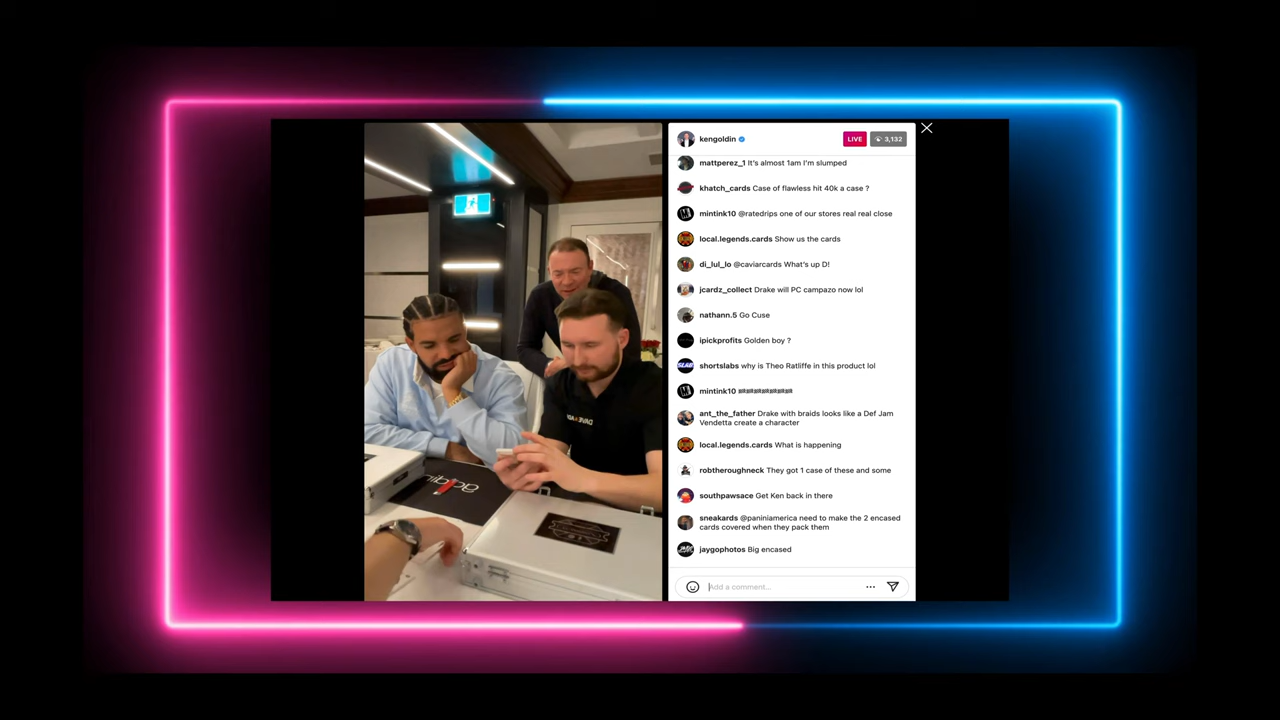 kengoldin
LIVE
3,132
mattperez_1 It's almost 1am I'm slumped
khatch_cards Case of flawless hit 40k a case ?
mintink10 @ratedrips one of our stores real real close
local.legends.cards Show us the cards
di_lul_lo @caviarcards What's up D!
jcardz_collect Drake will PC campazo now lol
nathann.5 Go Cuse
ipickprofits Golden boy ?
shortslabs why is Theo Ratliffe in this product lol
mintink10
ant_the_father Drake with braids looks like a Def Jam
Vendetta create a character
local.legends.cards What is happening
robtheroughneck They got 1 case of these and some
southpawsace Get Ken back in there
sneakards @paniniamerica need to make the 2 encased
cards covered when they pack them
jaygophotos Big encased
Add a comment...